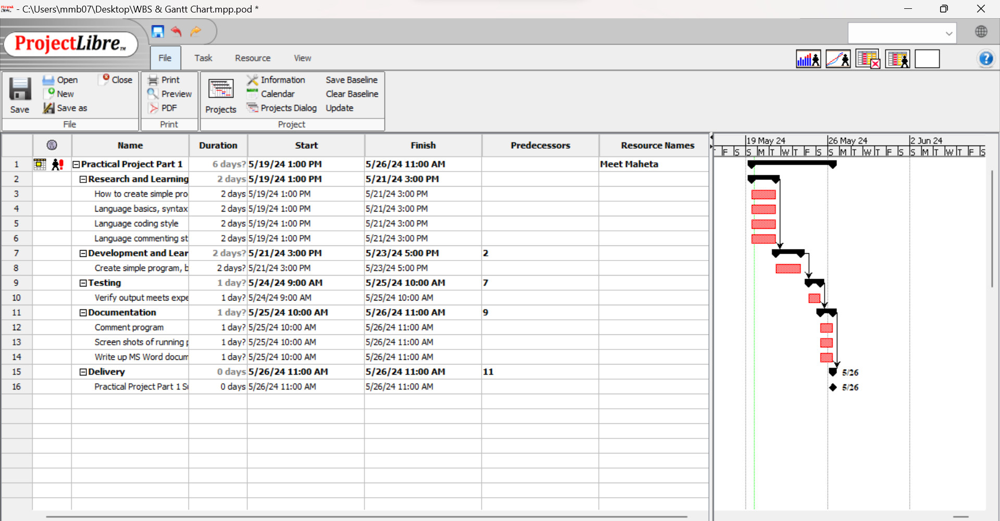 - C:\Users\mmb07\Desktop\WBS & Gantt Chart.mpp.pod *
ProjectLibre™
File Task Resource View
Save Open New Save as Close
File
Print Preview PDF
Print
Projects Information Calendar Projects Dialog Save Baseline Clear Baseline Update
Project
Name Duration Start Finish Predecessors Resource Names
1 Practical Project Part 1 6 days? 5/19/24 1:00 PM 5/26/24 11:00 AM Meet Maheta
2 Research and Learning 2 days 5/19/24 1:00 PM 5/21/24 3:00 PM
3 How to create simple pro 2 days 5/19/24 1:00 PM 5/21/24 3:00 PM
4 Language basics, syntax 2 days 5/19/24 1:00 PM 5/21/24 3:00 PM
5 Language coding style 2 days 5/19/24 1:00 PM 5/21/24 3:00 PM
6 Language commenting st 2 days 5/19/24 1:00 PM 5/21/24 3:00 PM
7 Development and Lear 2 days? 5/21/24 3:00 PM 5/23/24 5:00 PM 2
8 Create simple program, b 2 days? 5/21/24 3:00 PM 5/23/24 5:00 PM
9 Testing 1 day? 5/24/24 9:00 AM 5/25/24 10:00 AM 7
10 Verify output meets expe 1 day? 5/24/24 9:00 AM 5/25/24 10:00 AM
11 Documentation 1 day? 5/25/24 10:00 AM 5/26/24 11:00 AM 9
12 Comment program 1 day? 5/25/24 10:00 AM 5/26/24 11:00 AM
13 Screen shots of running p 1 day? 5/25/24 10:00 AM 5/26/24 11:00 AM
14 Write up MS Word docum 1 day? 5/25/24 10:00 AM 5/26/24 11:00 AM
15 Delivery 0 days 5/26/24 11:00 AM 5/26/24 11:00 AM 11
16 Practical Project Part 1 Su 0 days 5/26/24 11:00 AM 5/26/24 11:00 AM
19 May 24 26 May 24 2 Jun 24
T F S S M T W T F S S M T W T F S S M T W T F S
5/26
5/26